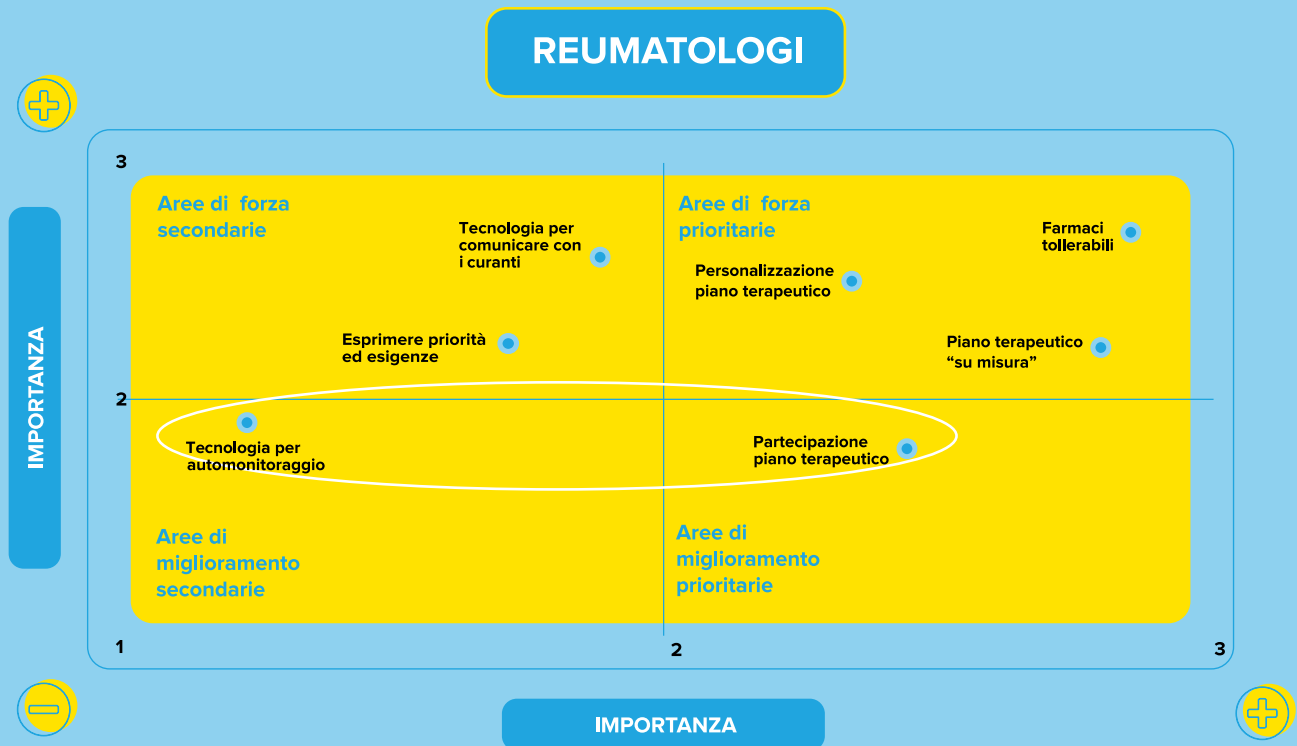 REUMATOLOGI
3
Aree di forza
secondarie
Tecnologia per
comunicare con
i curanti
Esprimere priorità
ed esigenze
Aree di forza
prioritarie
Personalizzazione
piano terapeutico
Farmaci
tollerabili
Piano terapeutico
“su misura”
IMPORTANZA
2
Tecnologia per
automonitoraggio
Partecipazione
piano terapeutico
Aree di
miglioramento
secondarie
Aree di
miglioramento
prioritarie
1
2
3
IMPORTANZA